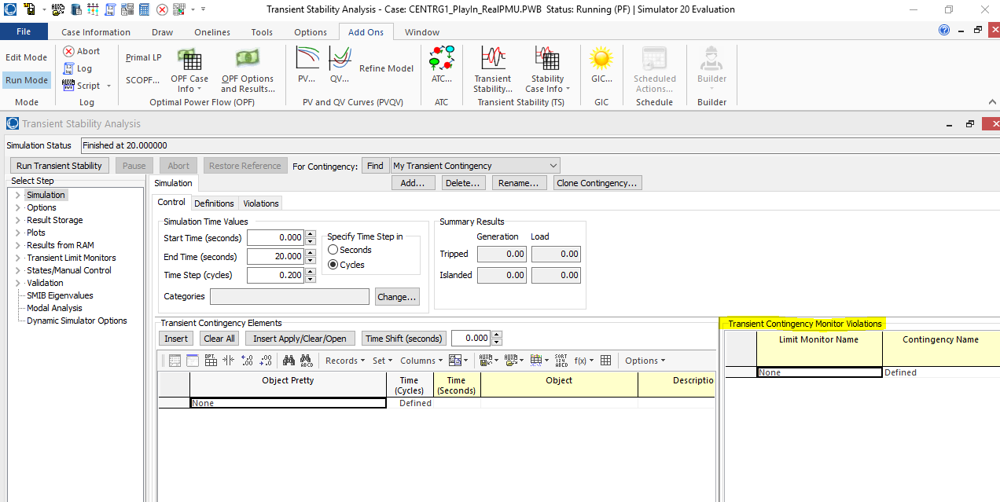 Transient Stability Analysis - Case: CENTRG1_PlayIn_RealPMU.PWB Status: Running (PF) | Simulator 20 Evaluation
File Case Information Draw Onelines Tools Options Add Ons Window
Edit Mode
Run Mode
Mode
Abort
Log
Script
Log
Primal LP
SCOPF...
OPF Case Info
OPF Options and Results...
Optimal Power Flow (OPF)
PV...
QV...
Refine Model
PV and QV Curves (PVQV)
ATC...
ATC
Transient Stability...
Stability Case Info
Transient Stability (TS)
GIC...
GIC
Scheduled Actions...
Schedule
Builder
Builder
Transient Stability Analysis
Simulation Status Finished at 20.000000
Run Transient Stability Pause Abort Restore Reference For Contingency: Find My Transient Contingency
Add... Delete... Rename... Clone Contingency...
Select Step
Simulation
Options
Result Storage
Plots
Results from RAM
Transient Limit Monitors
States/Manual Control
Validation
SMIB Eigenvalues
Modal Analysis
Dynamic Simulator Options
Simulation
Control Definitions Violations
Simulation Time Values
Start Time (seconds) 0.000
End Time (seconds) 20.000
Time Step (cycles) 0.200
Specify Time Step in
Seconds
Cycles
Categories Change...
Summary Results
Generation Load
Tripped 0.00 0.00
Islanded 0.00 0.00
Transient Contingency Elements
Insert Clear All Insert Apply/Clear/Open Time Shift (seconds) 0.000
Records Set Columns AUXB AUXB SORT 124 ABCD f(x) Options
Object Pretty Time (Cycles) Time (Seconds) Object Descriptio
None Defined
Transient Contingency Monitor Violations
Limit Monitor Name Contingency Name
None Defined